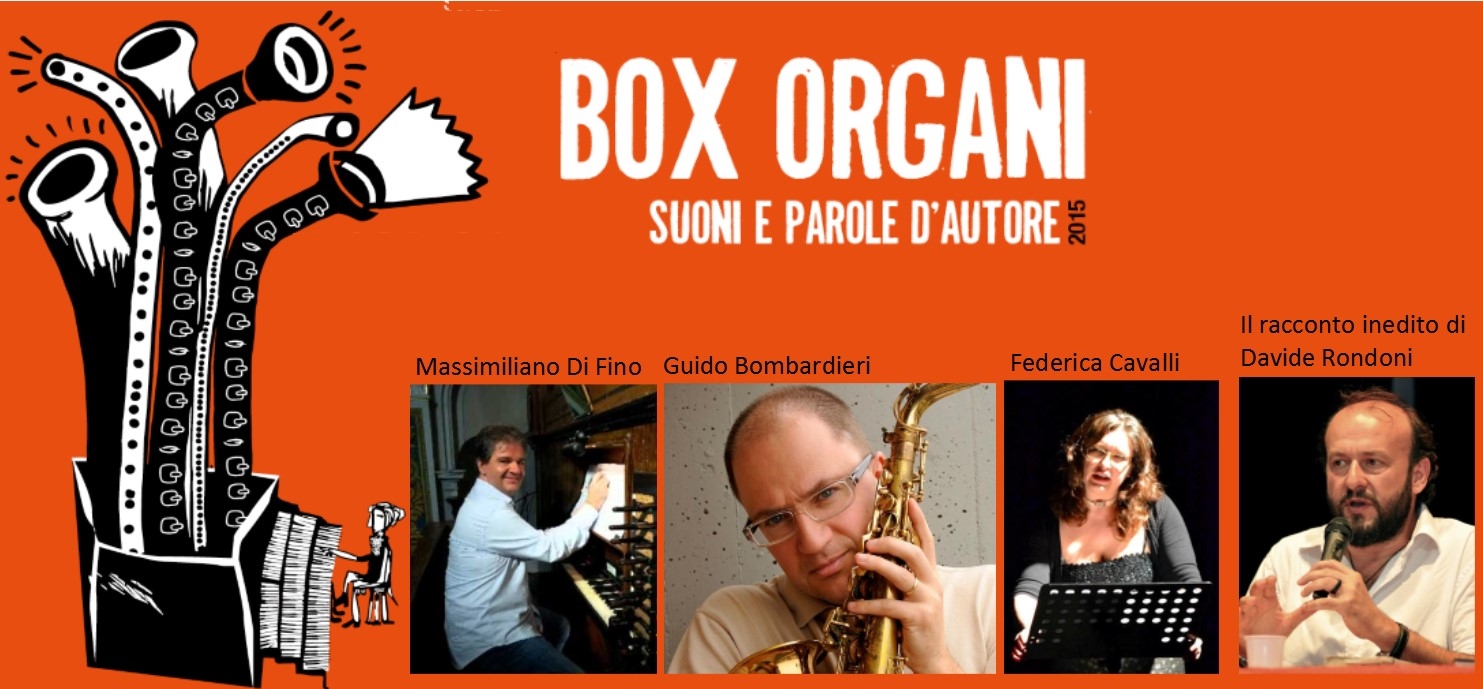 BOX ORGANI
SUONI E PAROLE D'AUTORE 2015
Massimiliano Di Fino
Guido Bombardieri
Federica Cavalli
Il racconto inedito di
Davide Rondoni